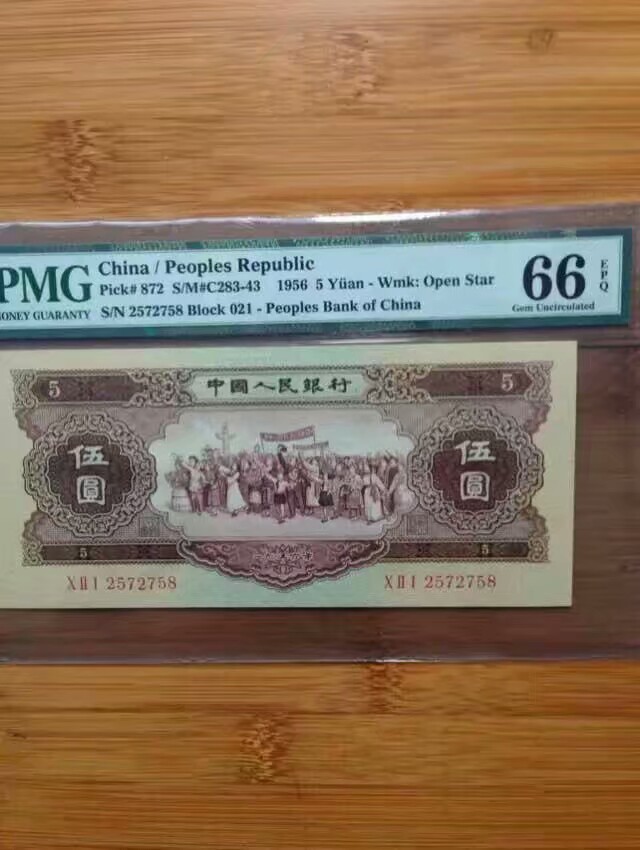 PMG
MONEY GUARANTY
China / Peoples Republic
Pick# 872 S/M#C283-43 1956 5 Yüan - Wmk: Open Star
S/N 2572758 Block 021 - Peoples Bank of China
66
EPQ
Gem Uncirculated
5 中國人民銀行 5
伍圓 伍圓
5 5
X II I 2572758 X II I 2572758